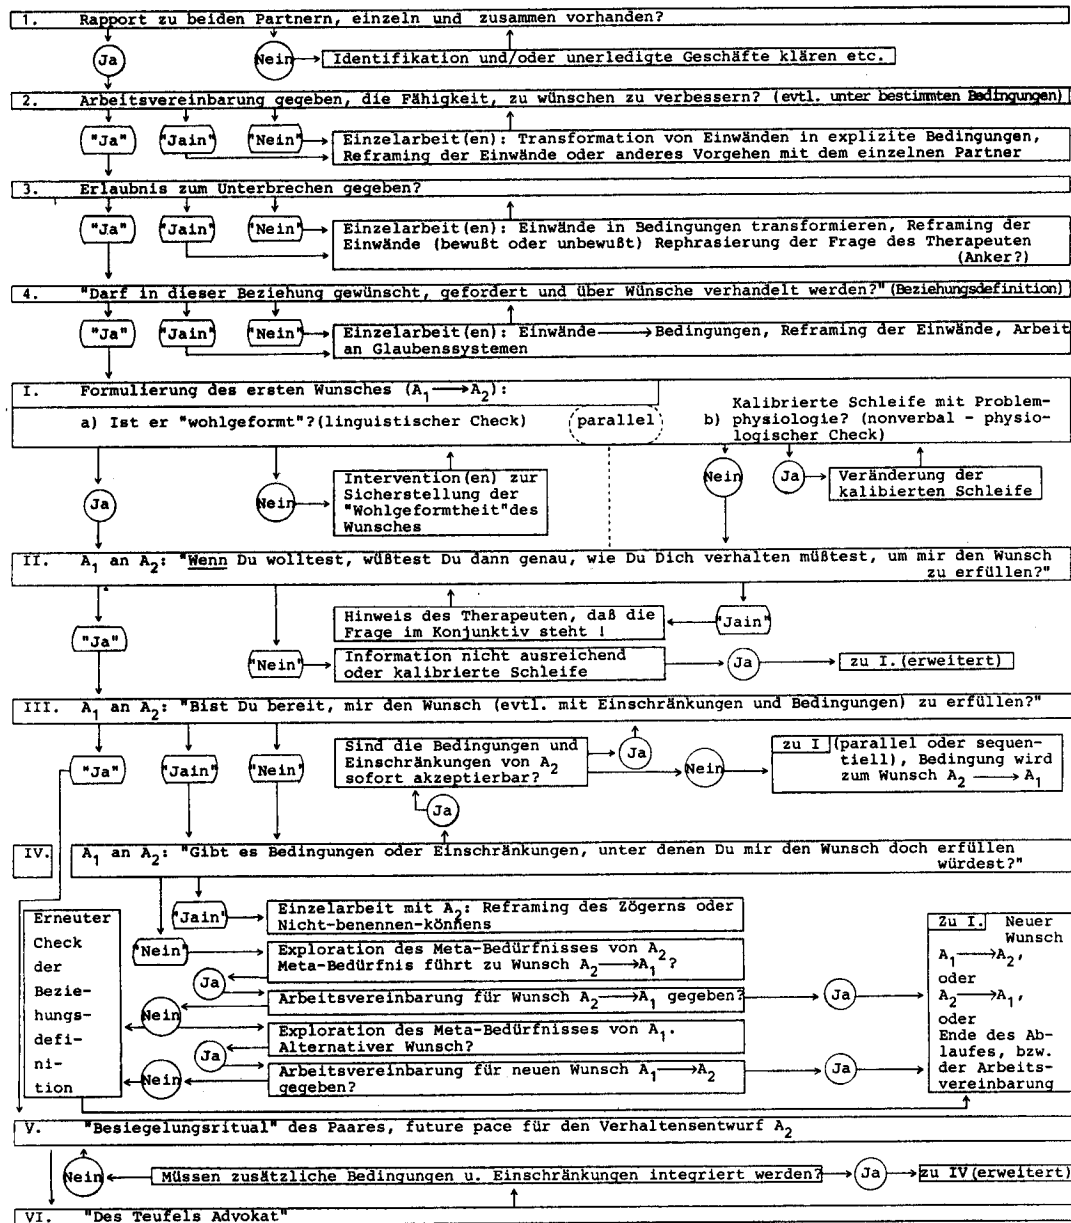 1. Rapport zu beiden Partnern, einzeln und zusammen vorhanden?
Ja
Nein
Identifikation und/oder unerledigte Geschäfte klären etc.
2. Arbeitsvereinbarung gegeben, die Fähigkeit, zu wünschen zu verbessern? (evtl. unter bestimmten Bedingungen)
"Ja"
"Jain"
"Nein"
Einzelarbeit(en): Transformation von Einwänden in explizite Bedingungen,
Reframing der Einwände oder anderes Vorgehen mit dem einzelnen Partner
3. Erlaubnis zum Unterbrechen gegeben?
"Ja"
"Jain"
"Nein"
Einzelarbeit(en): Einwände in Bedingungen transformieren, Reframing der
Einwände (bewußt oder unbewußt) Rephrasierung der Frage des Therapeuten
(Anker?)
4. "Darf in dieser Beziehung gewünscht, gefordert und über Wünsche verhandelt werden?" (Beziehungsdefinition)
"Ja"
"Jain"
"Nein"
Einzelarbeit(en): Einwände ⟶ Bedingungen, Reframing der Einwände, Arbeit
an Glaubenssystemen
I. Formulierung des ersten Wunsches (A1 ⟶ A2):
a) Ist er "wohlgeformt"?(linguistischer Check)
parallel
Kalibrierte Schleife mit Problem-
b) physiologie? (nonverbal - physio-
logischer Check)
Ja
Nein
Intervention(en) zur
Sicherstellung der
"Wohlgeformtheit"des
Wunsches
Nein
Ja
Veränderung der
kalibierten Schleife
II. A1 an A2: "Wenn Du wolltest, wüßtest Du dann genau, wie Du Dich verhalten müßtest, um mir den Wunsch
zu erfüllen?"
"Ja"
Hinweis des Therapeuten, daß die
Frage im Konjunktiv steht !
"Jain"
"Nein"
Information nicht ausreichend
oder kalibrierte Schleife
Ja
zu I.(erweitert)
III. A1 an A2: "Bist Du bereit, mir den Wunsch (evtl. mit Einschränkungen und Bedingungen) zu erfüllen?"
"Ja"
"Jain"
"Nein"
Sind die Bedingungen und
Einschränkungen von A2
sofort akzeptierbar?
Ja
Nein
zu I (parallel oder sequen-
tiell), Bedingung wird
zum Wunsch A2 ⟶ A1
Ja
IV. A1 an A2: "Gibt es Bedingungen oder Einschränkungen, unter denen Du mir den Wunsch doch erfüllen
würdest?"
Erneuter
Check
der
Bezie-
hungs-
defi-
ni-
tion
"Jain"
Einzelarbeit mit A2: Reframing des Zögerns oder
Nicht-benennen-könnens
"Nein"
Exploration des Meta-Bedürfnisses von A2
Meta-Bedürfnis führt zu Wunsch A2 ⟶ A1?
Ja
Nein
Arbeitsvereinbarung für Wunsch A2 ⟶ A1 gegeben?
Ja
Exploration des Meta-Bedürfnisses von A1.
Alternativer Wunsch?
Ja
Nein
Arbeitsvereinbarung für neuen Wunsch A1 ⟶ A2
gegeben?
Ja
Zu I. Neuer
Wunsch
A1 ⟶ A2,
oder
A2 ⟶ A1,
oder
Ende des Ab-
laufes, bzw.
der Arbeits-
vereinbarung
V. "Besiegelungsritual" des Paares, future pace für den Verhaltensentwurf A2
Nein
Müssen zusätzliche Bedingungen u. Einschränkungen integriert werden?
Ja
zu IV(erweitert)
VI. "Des Teufels Advokat"